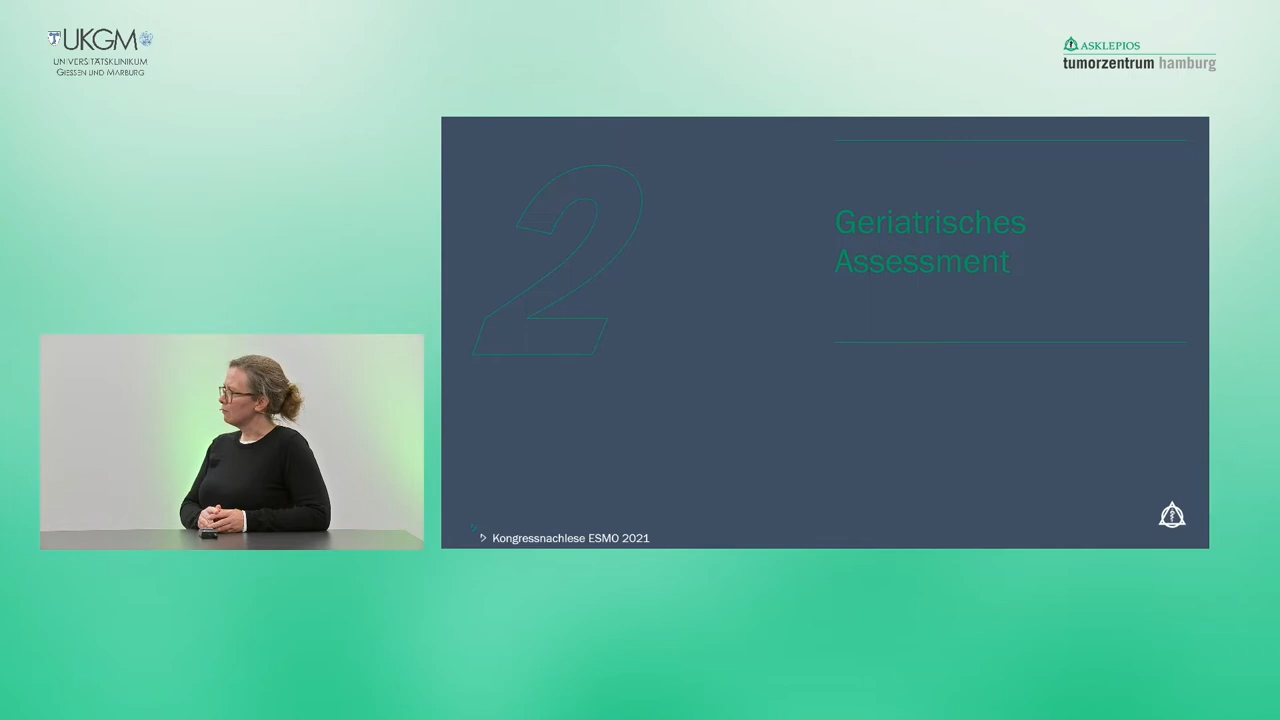 UKGM
UNIVERSITÄTSKLINIKUM
GIESSEN UND MARBURG
ASKLEPIOS
tumorzentrum hamburg
2
Geriatrisches
Assessment
Kongressnachlese ESMO 2021